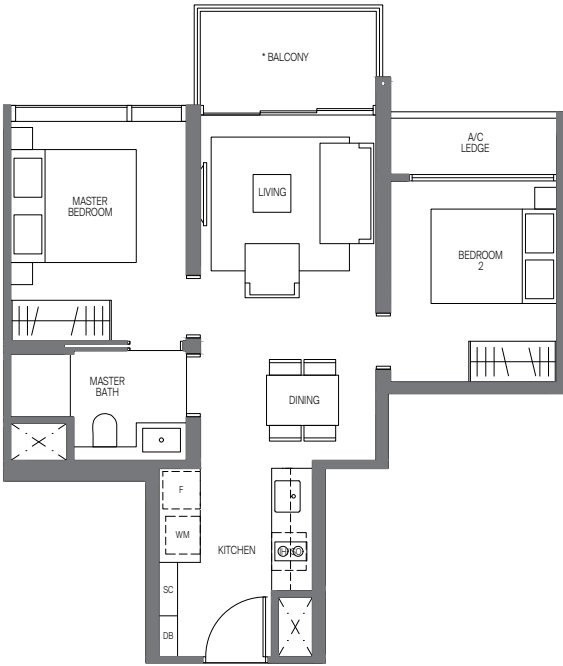 * BALCONY
A/C
LEDGE
MASTER
BEDROOM
LIVING
BEDROOM
2
MASTER
BATH
DINING
F
WM
KITCHEN
SC
DB